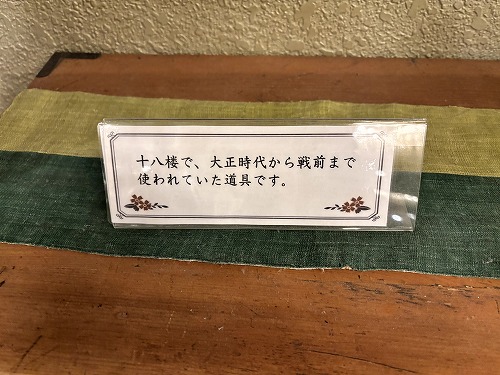 十八楼で、大正時代から戦前まで
使われていた道具です。